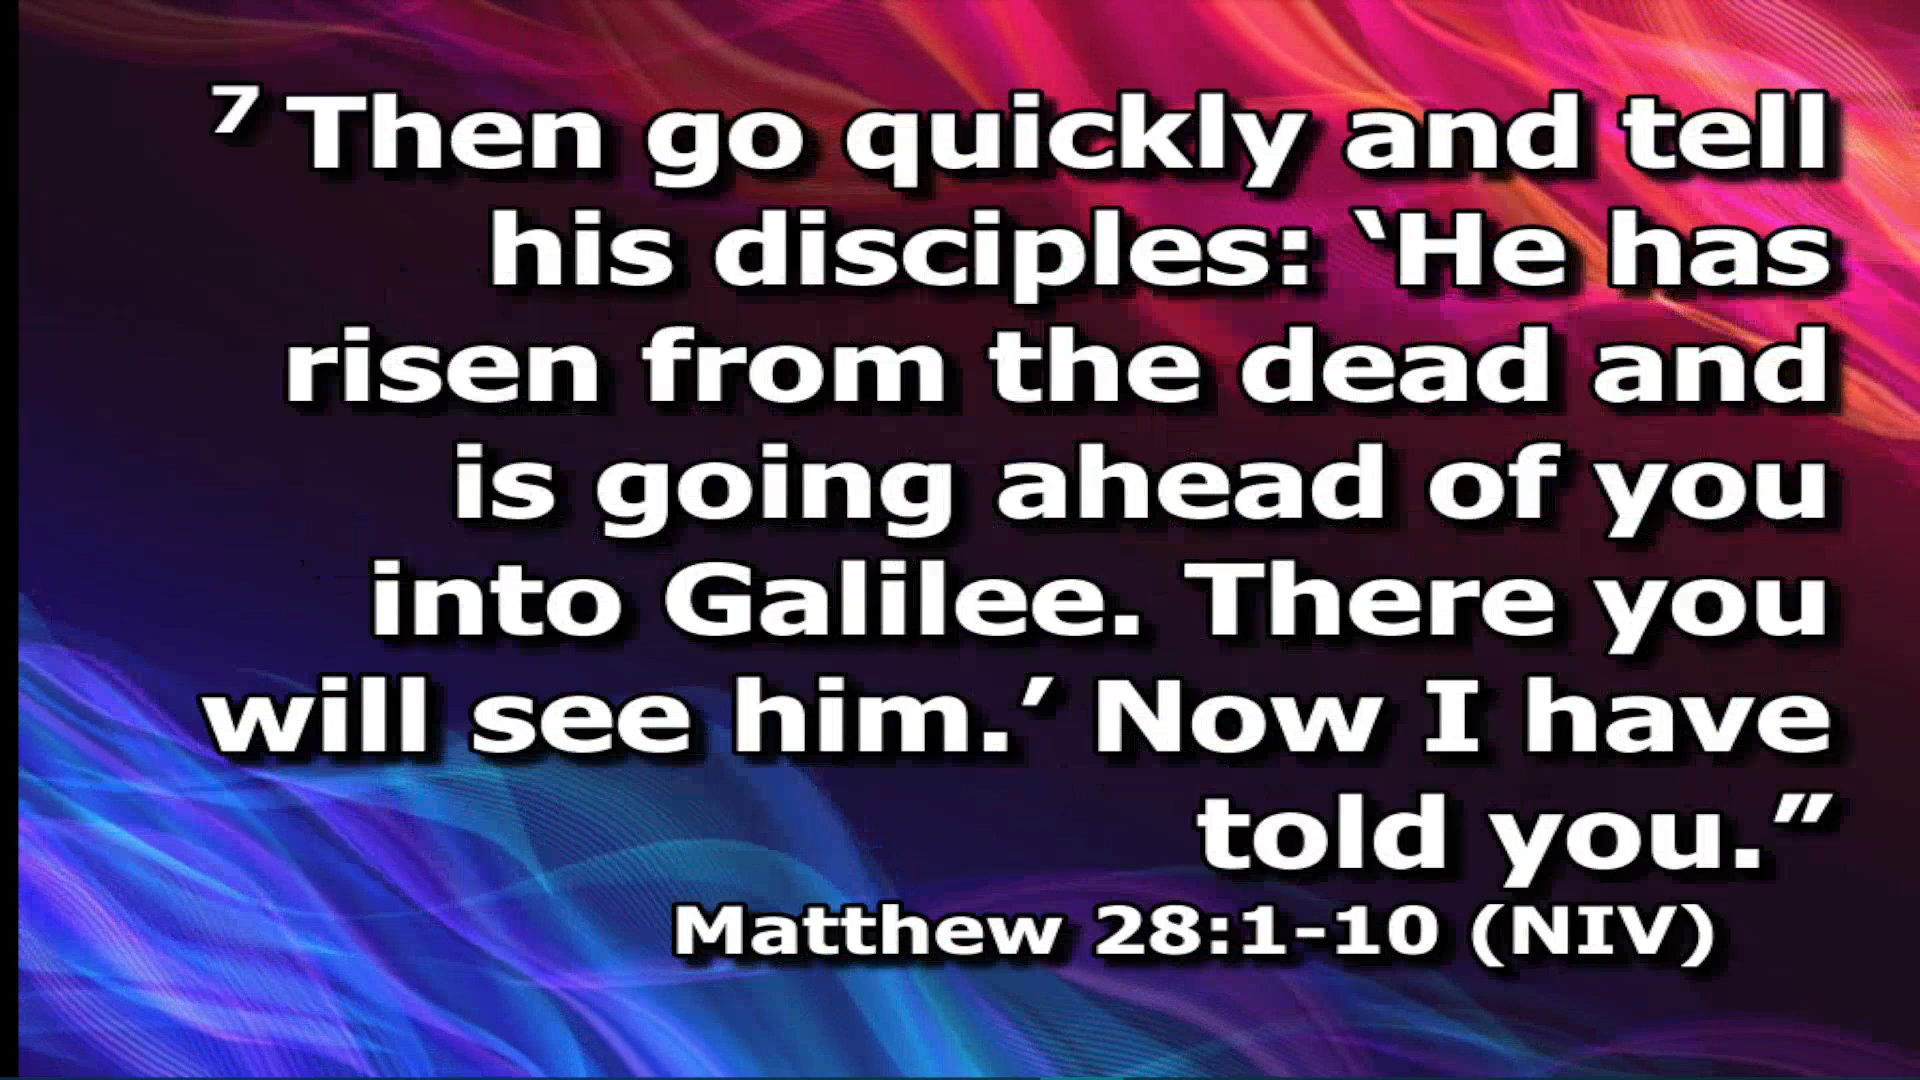 7 Then go quickly and tell
his disciples: ‘He has
risen from the dead and
is going ahead of you
into Galilee. There you
will see him.’ Now I have
told you.”
Matthew 28:1-10 (NIV)